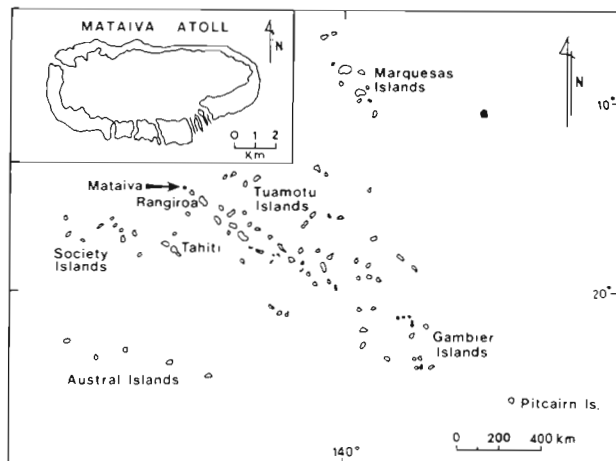 MATAIVA ATOLL
N
0 1 2
Km
Marquesas
Islands
N
10°
Mataiva
Rangiroa
Tuamotu
Islands
Society
Islands
Tahiti
20°
Gambier
Islands
Austral Islands
Pitcairn Is.
140°
0 200 400 km